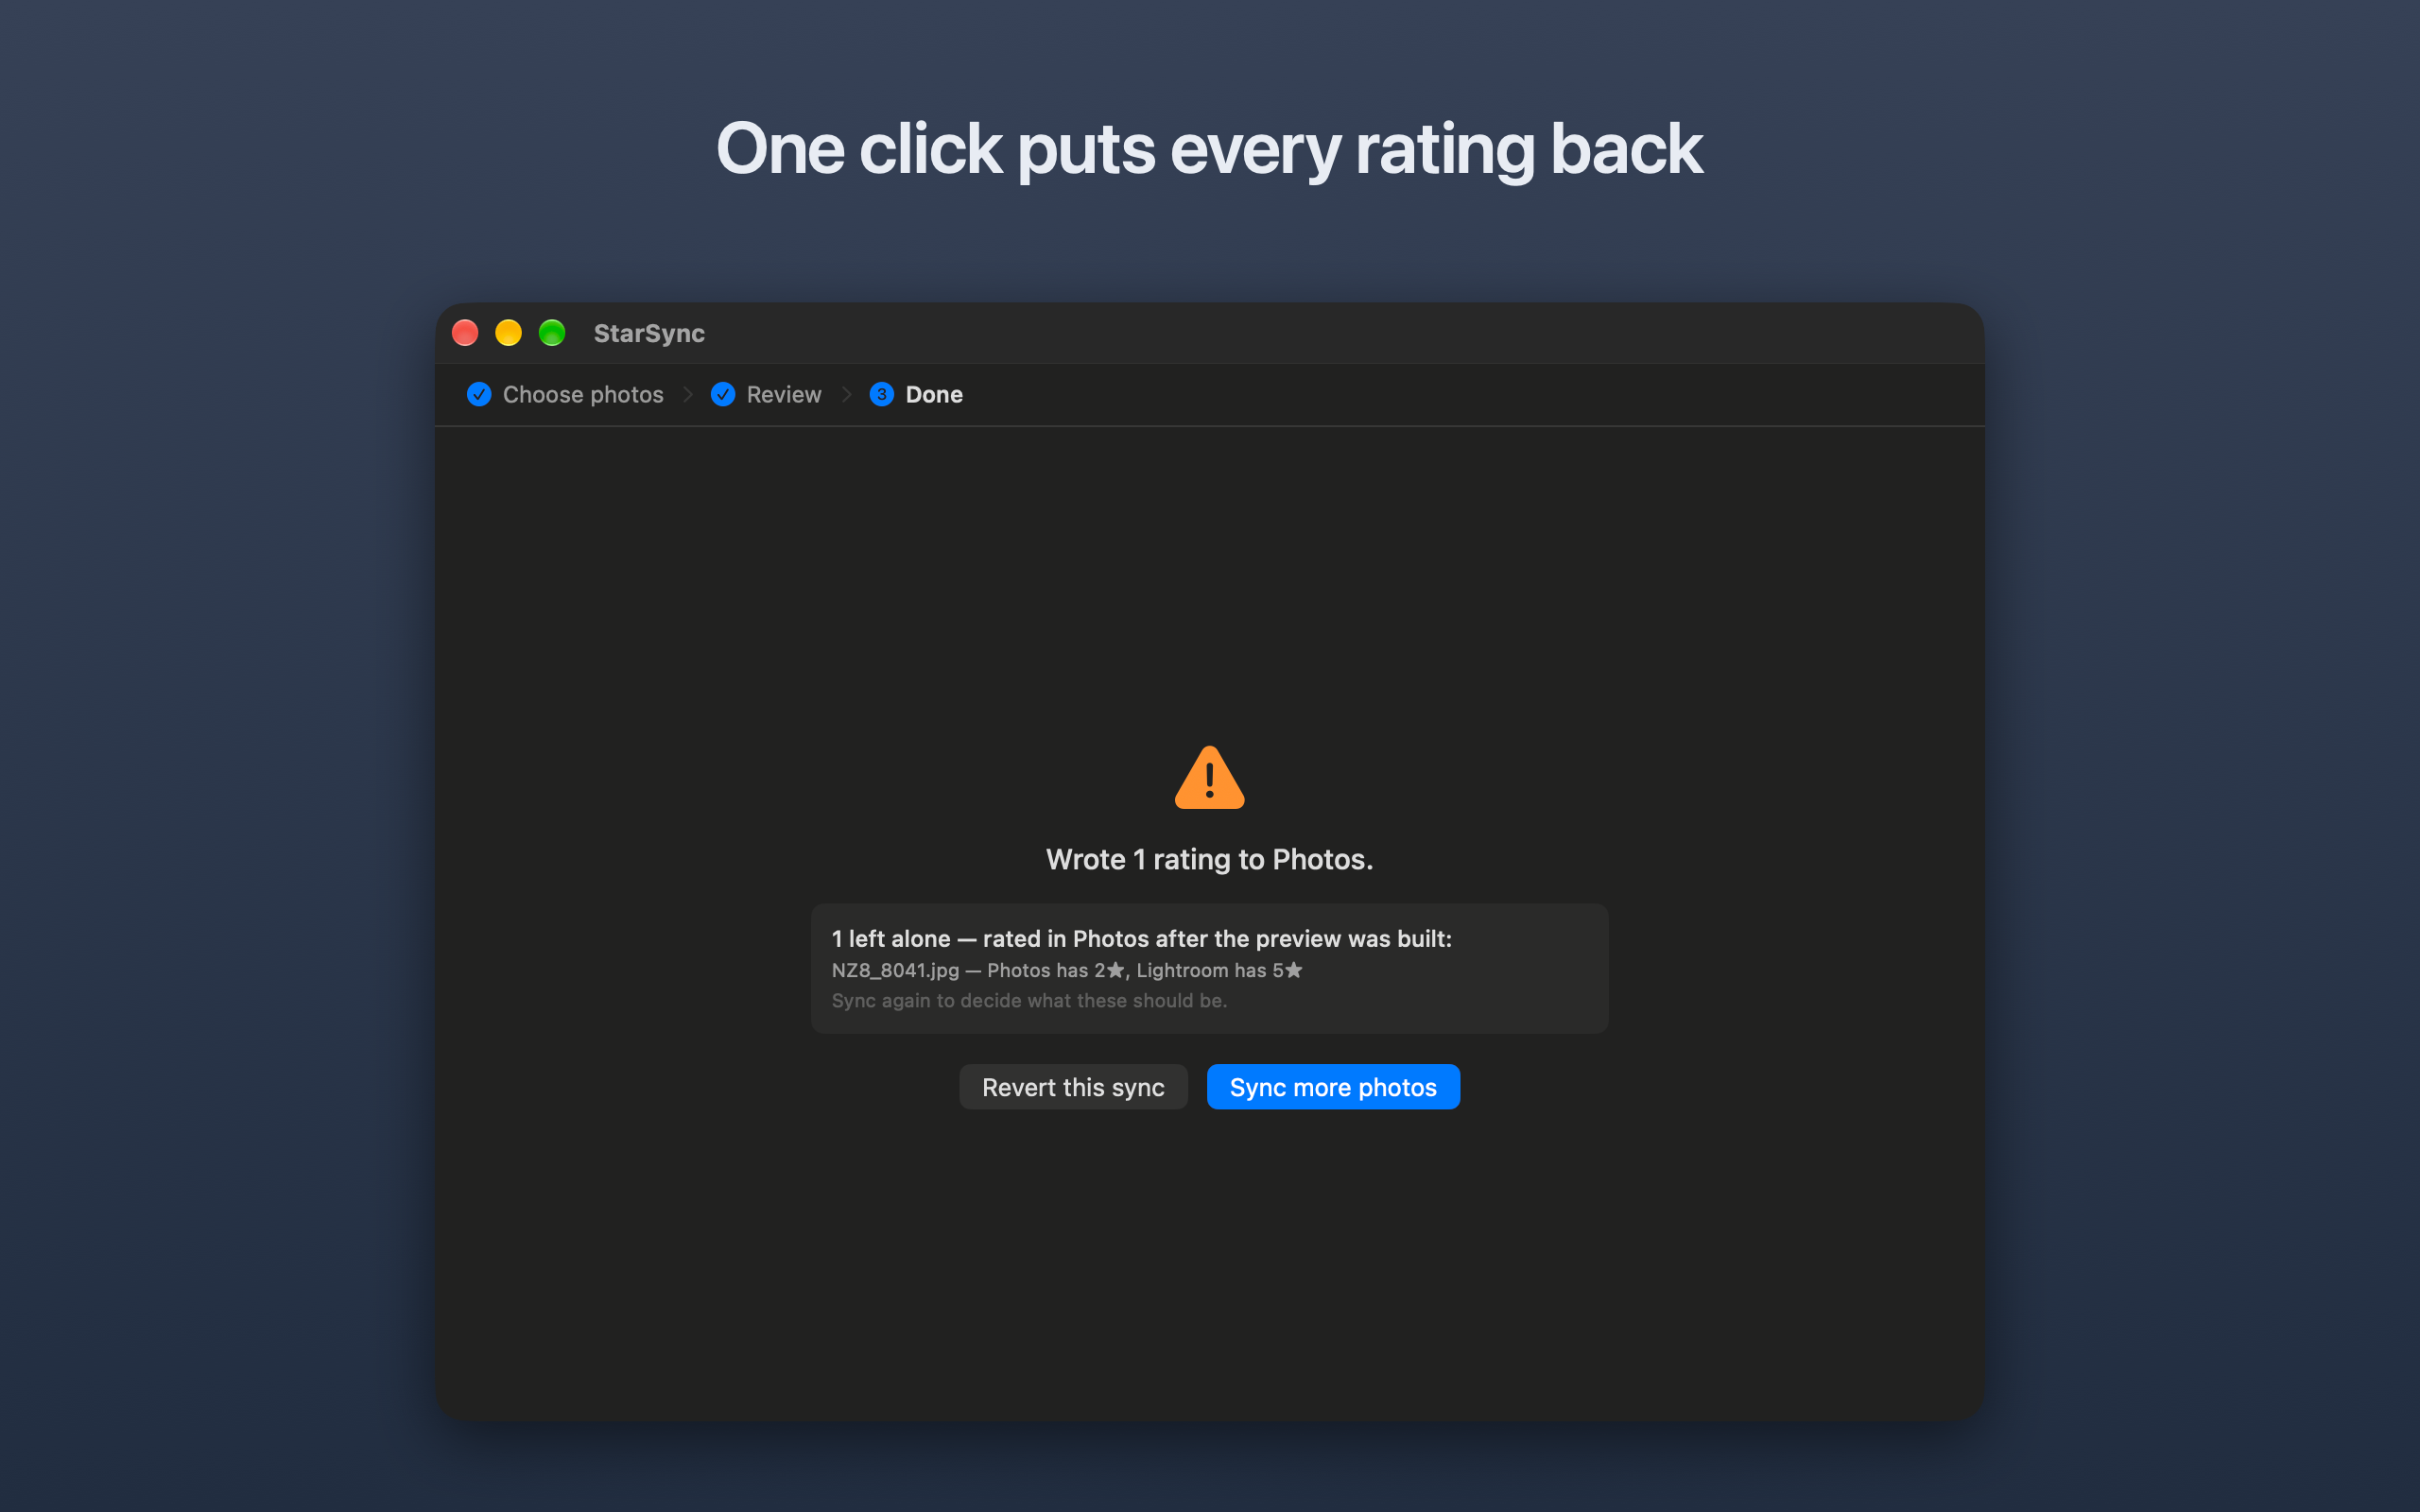 One click puts every rating back
StarSync
Choose photos
Review
3 Done
Wrote 1 rating to Photos.
1 left alone — rated in Photos after the preview was built:
NZ8_8041.jpg — Photos has 2★, Lightroom has 5★
Sync again to decide what these should be.
Revert this sync
Sync more photos